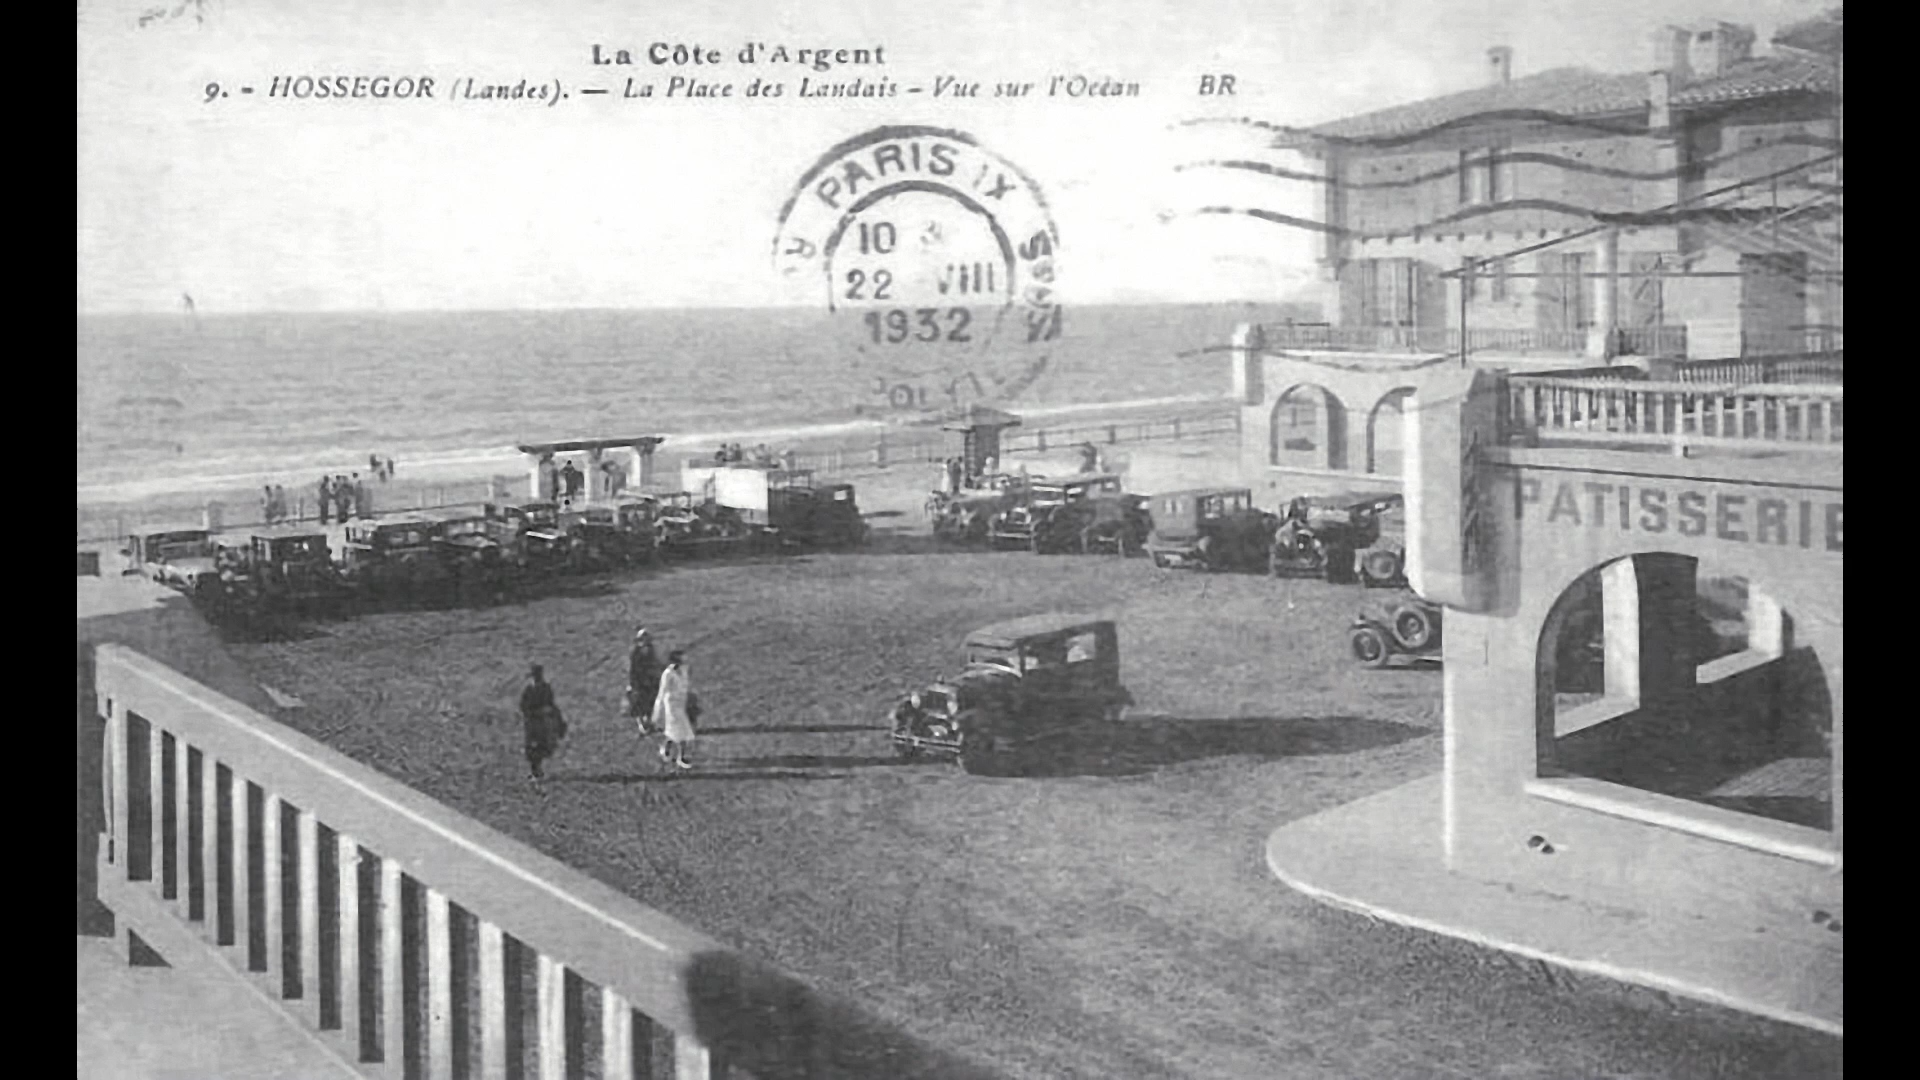 La Côte d'Argent
9. - HOSSEGOR (Landes). — La Place des Landais - Vue sur l'Océan BR
PARIS IX
10
22 VIII
1932
PATISSERIE